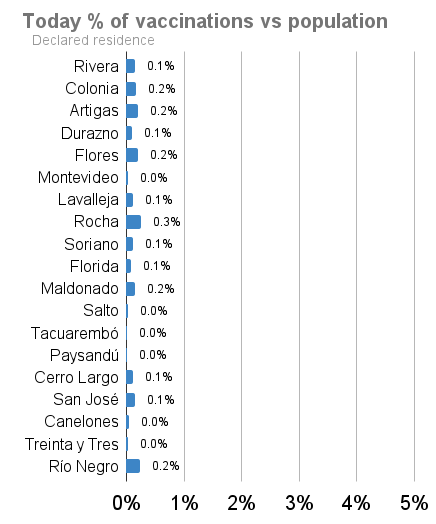 Today % of vaccinations vs population
Declared residence
Rivera 0.1%
Colonia 0.2%
Artigas 0.2%
Durazno 0.1%
Flores 0.2%
Montevideo 0.0%
Lavalleja 0.1%
Rocha 0.3%
Soriano 0.1%
Florida 0.1%
Maldonado 0.2%
Salto 0.0%
Tacuarembó 0.0%
Paysandú 0.0%
Cerro Largo 0.1%
San José 0.1%
Canelones 0.0%
Treinta y Tres 0.0%
Río Negro 0.2%
0% 1% 2% 3% 4% 5%